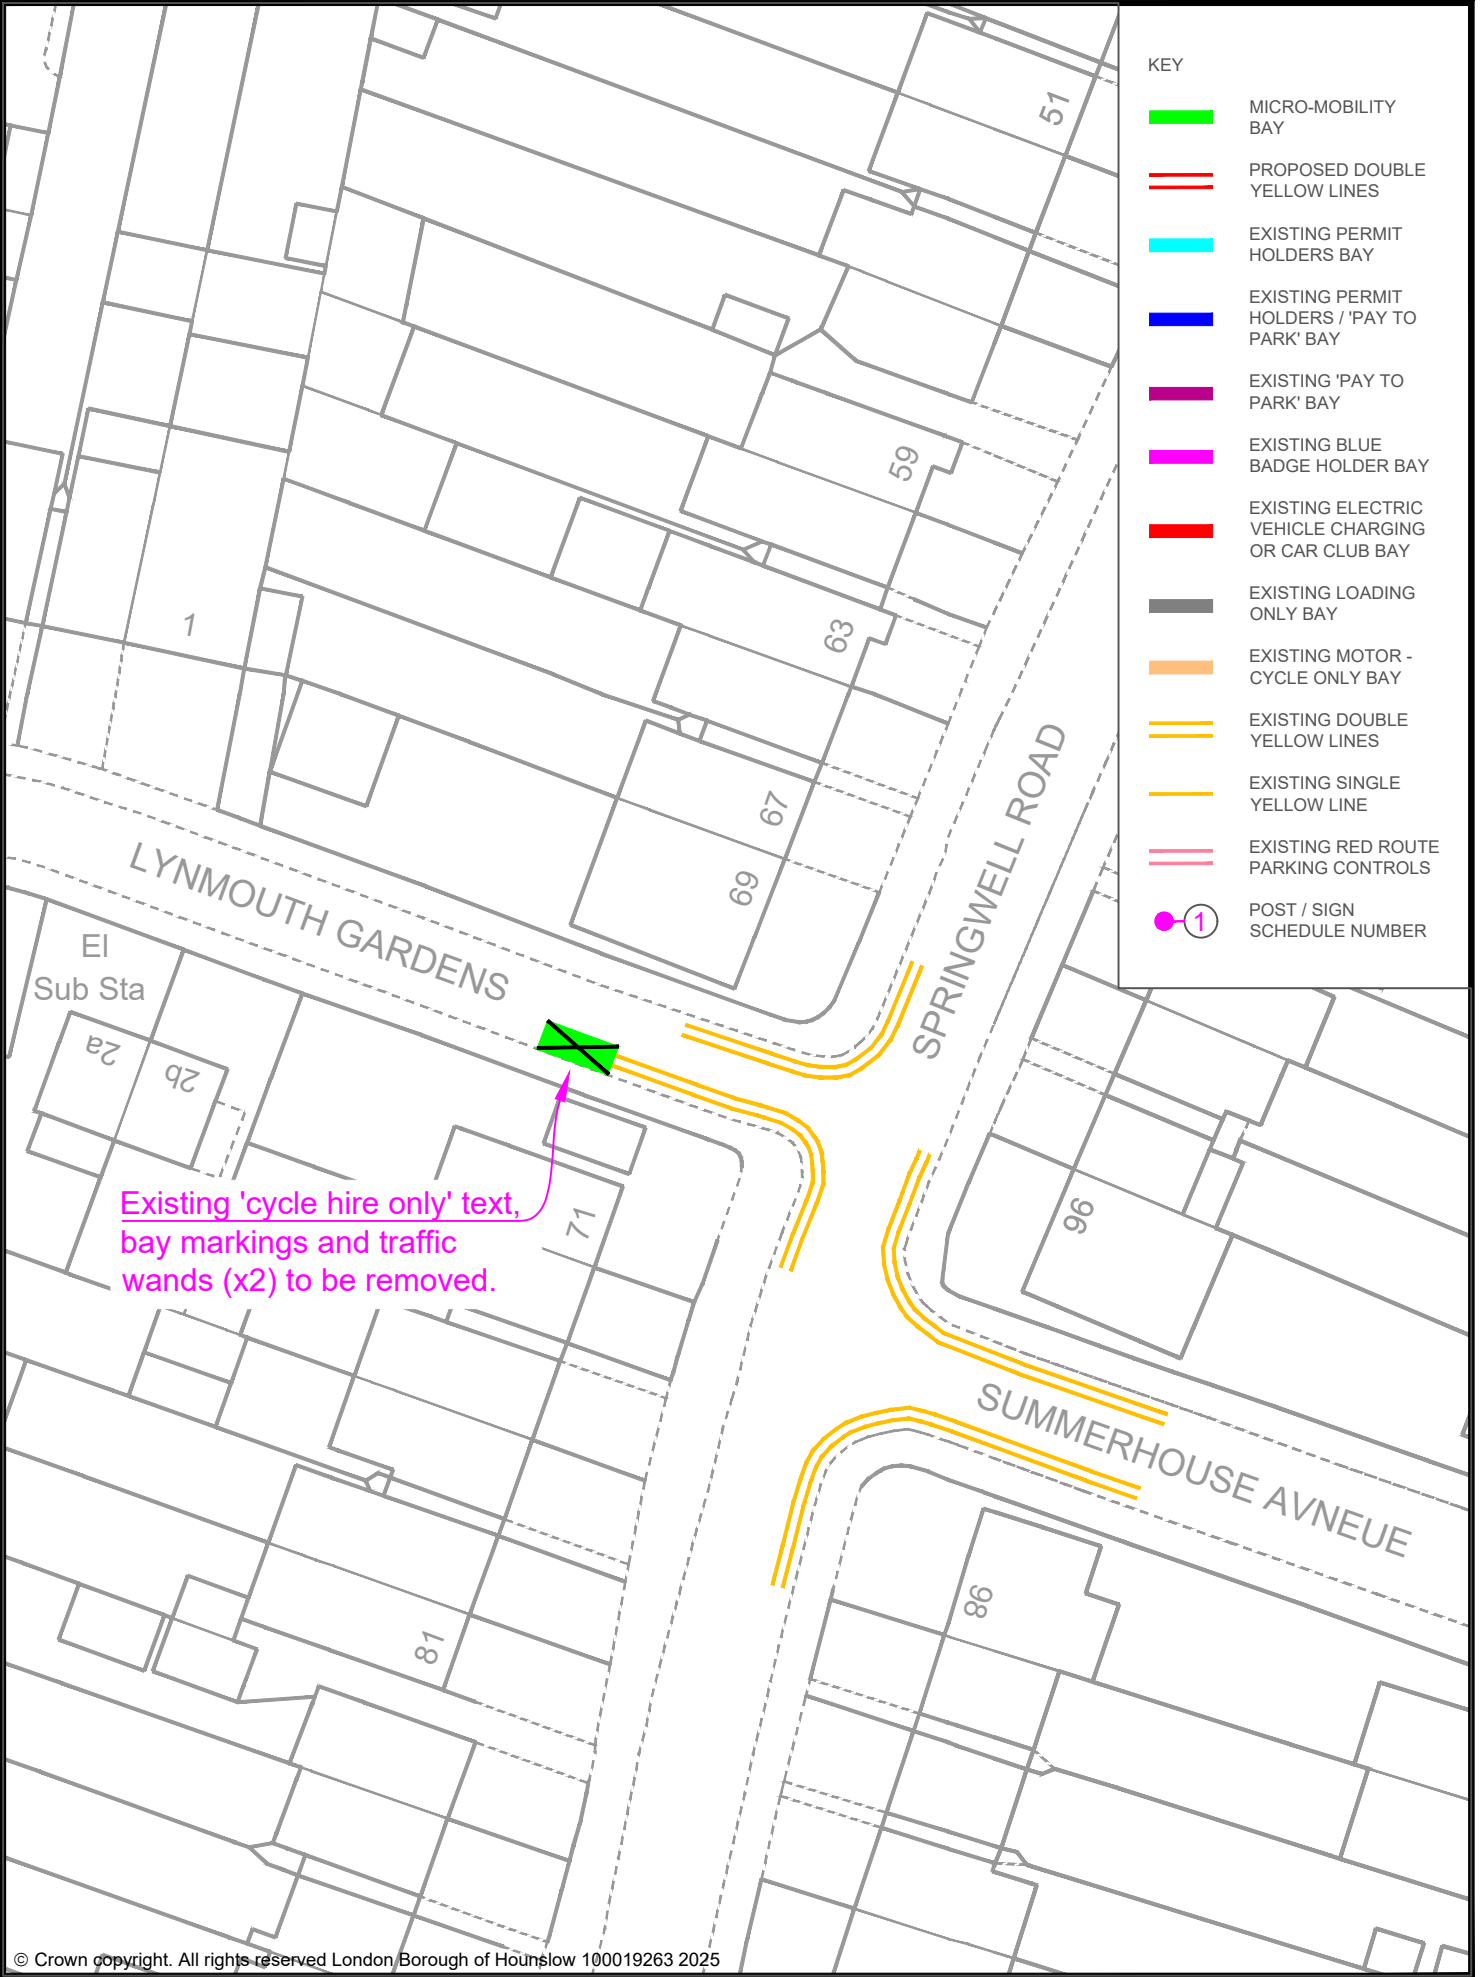 KEY
MICRO-MOBILITY
BAY
PROPOSED DOUBLE
YELLOW LINES
EXISTING PERMIT
HOLDERS BAY
EXISTING PERMIT
HOLDERS / 'PAY TO
PARK' BAY
EXISTING 'PAY TO
PARK' BAY
EXISTING BLUE
BADGE HOLDER BAY
EXISTING ELECTRIC
VEHICLE CHARGING
OR CAR CLUB BAY
EXISTING LOADING
ONLY BAY
EXISTING MOTOR -
CYCLE ONLY BAY
EXISTING DOUBLE
YELLOW LINES
EXISTING SINGLE
YELLOW LINE
EXISTING RED ROUTE
PARKING CONTROLS
1
POST / SIGN
SCHEDULE NUMBER
51
59
63
1
67
69
SPRINGWELL ROAD
LYNMOUTH GARDENS
El
Sub Sta
2a
2b
Existing 'cycle hire only' text,
bay markings and traffic
wands (x2) to be removed.
71
96
SUMMERHOUSE AVNEUE
86
81
© Crown copyright. All rights reserved London Borough of Hounslow 100019263 2025